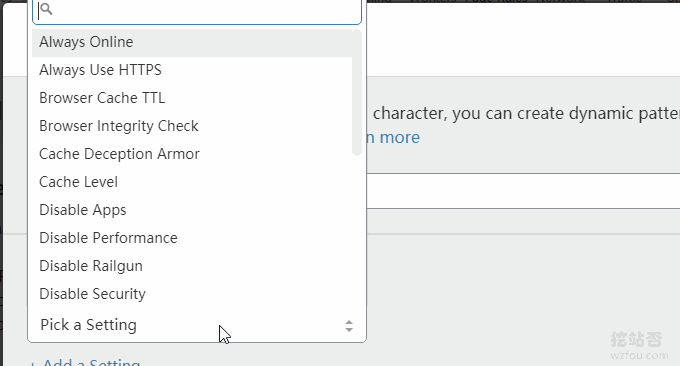 Always Online
Always Use HTTPS
Browser Cache TTL
Browser Integrity Check
Cache Deception Armor
Cache Level
Disable Apps
Disable Performance
Disable Railgun
Disable Security
Pick a Setting
+ Add a Setting
character, you can create dynamic patte
n more
挖站否
wzfou.com